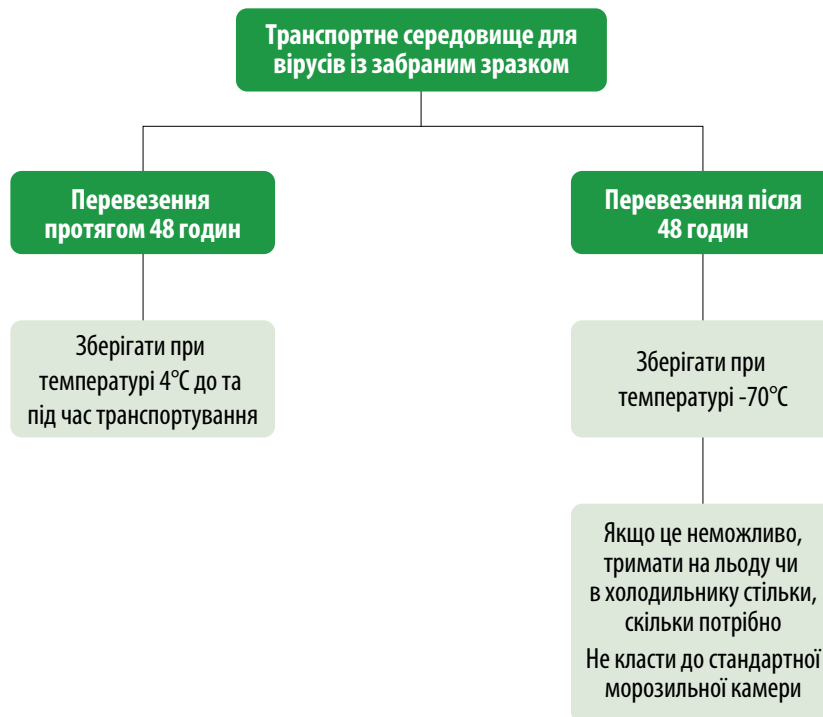 Транспортне середовище для
вірусів із забраним зразком
Перевезення
протягом 48 годин
Перевезення після
48 годин
Зберігати при
температурі 4°C до та
під час транспортування
Зберігати при
температурі -70°C
Якщо це неможливо,
тримати на льоду чи
в холодильнику стільки,
скільки потрібно
Не класти до стандартної
морозильної камери